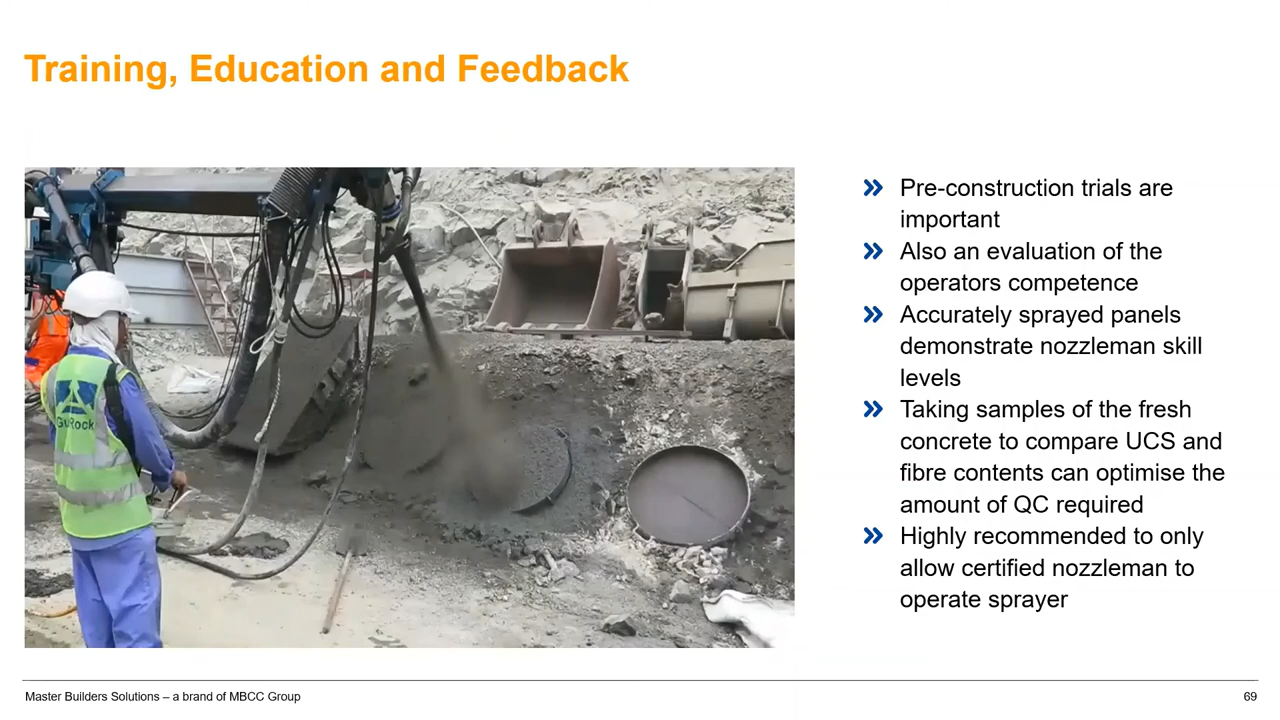 Training, Education and Feedback
Pre-construction trials are
important
Also an evaluation of the
operators competence
Accurately sprayed panels
demonstrate nozzleman skill
levels
Taking samples of the fresh
concrete to compare UCS and
fibre contents can optimise the
amount of QC required
Highly recommended to only
allow certified nozzleman to
operate sprayer
Master Builders Solutions – a brand of MBCC Group
69